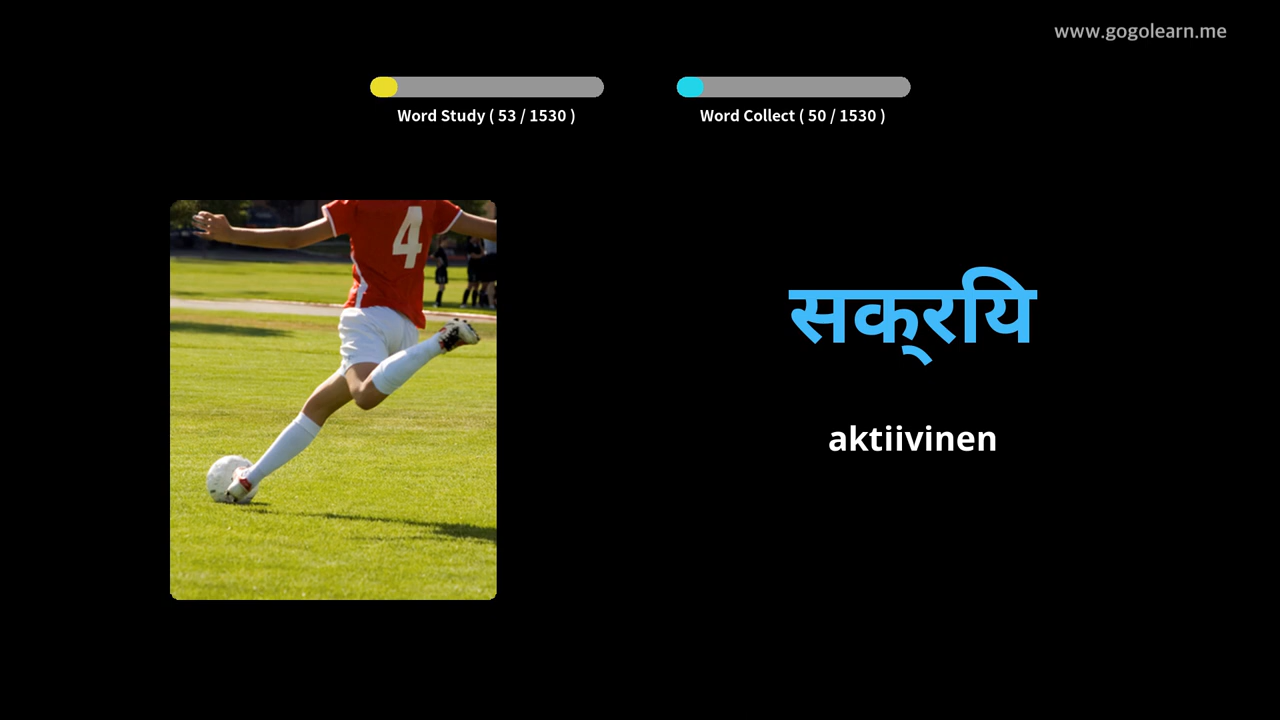 www.gogolearn.me
Word Study ( 53 / 1530 )
Word Collect ( 50 / 1530 )
4
सक्‌रयि
aktiivinen